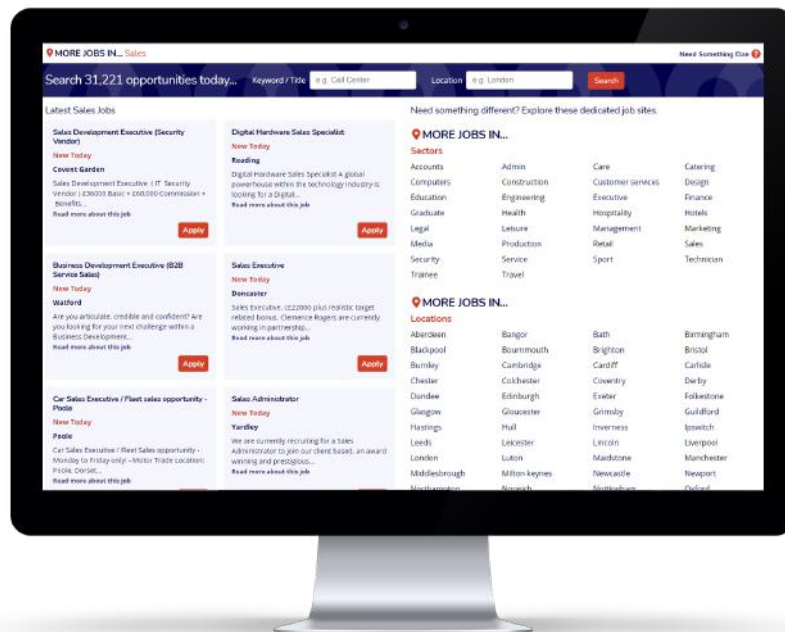 MORE JOBS IN... Sales
Need Something Else ?
Search 31,221 opportunities today...
Keyword / Title
e.g. Call Center
Location
e.g. London
Search
Latest Sales Jobs
Sales Development Executive (Security
Vendor)
New Today
Covent Garden
Sales Development Executive ( IT Security
Vendor ) £36000 Basic + £60,000 Commission +
Benefits...
Read more about this job
Apply
Digital Hardware Sales Specialist
New Today
Reading
Digital Hardware Sales Specialist A global
powerhouse within the technology industry is
looking for a Digital...
Read more about this job
Apply
Business Development Executive (B2B
Service Sales)
New Today
Watford
Are you articulate, credible and confident? Are
you looking for your next challenge within a
Business Development...
Read more about this job
Apply
Sales Executive
New Today
Doncaster
Sales Executive, c£22000 plus realistic target
related bonus. Clemence Rogers are currently
working in partnership...
Read more about this job
Apply
Car Sales Executive / Fleet sales opportunity -
Poole
New Today
Poole
Car Sales Executive / Fleet Sales opportunity -
Monday to Friday only! - Motor Trade Location:
Poole, Dorset...
Read more about this job
Sales Administrator
New Today
Yardley
We are currently recruiting for a Sales
Administrator to join our client based, an award
winning and prestigious...
Read more about this job
Need something different? Explore these dedicated job sites.
MORE JOBS IN...
Sectors
Accounts Admin Care Catering
Computers Construction Customer services Design
Education Engineering Executive Finance
Graduate Health Hospitality Hotels
Legal Leisure Management Marketing
Media Production Retail Sales
Security Service Sport Technician
Trainee Travel
MORE JOBS IN...
Locations
Aberdeen Bangor Bath Birmingham
Blackpool Bournmouth Brighton Bristol
Burnley Cambridge Cardiff Carlisle
Chester Colchester Coventry Derby
Dundee Edinburgh Exeter Folkestone
Glasgow Gloucester Grimsby Guildford
Hastings Hull Inverness Ipswitch
Leeds Leicester Lincoln Liverpool
London Luton Maidstone Manchester
Middlesbrough Milton keynes Newcastle Newport
Northampton Norwich Nottingham Oxford